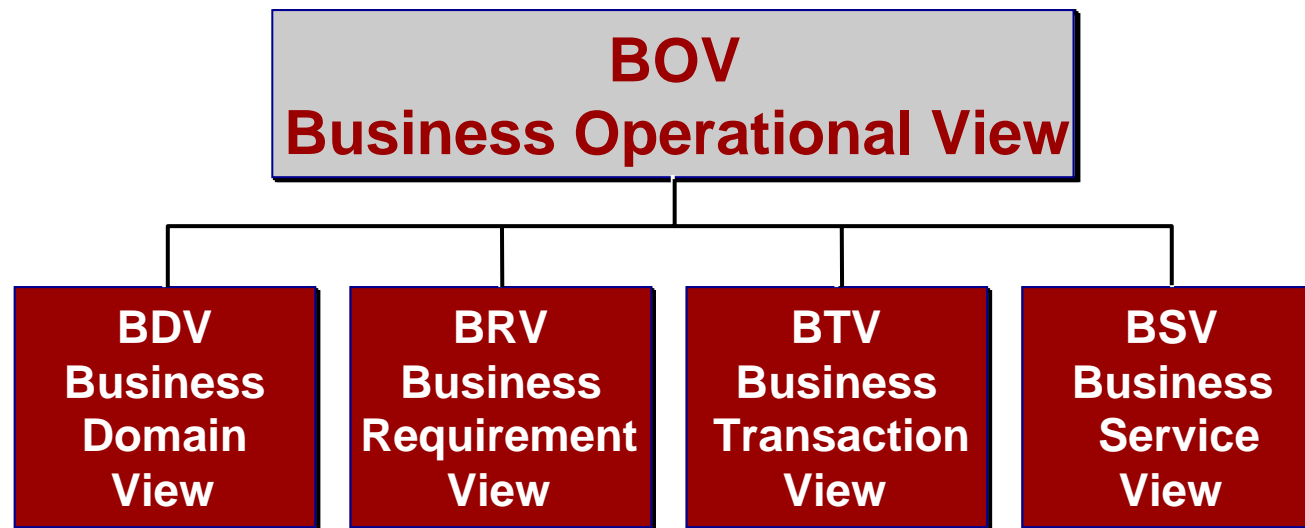 BOV
Business Operational View
BDV
Business
Domain
View
BRV
Business
Requirement
View
BTV
Business
Transaction
View
BSV
Business
Service
View